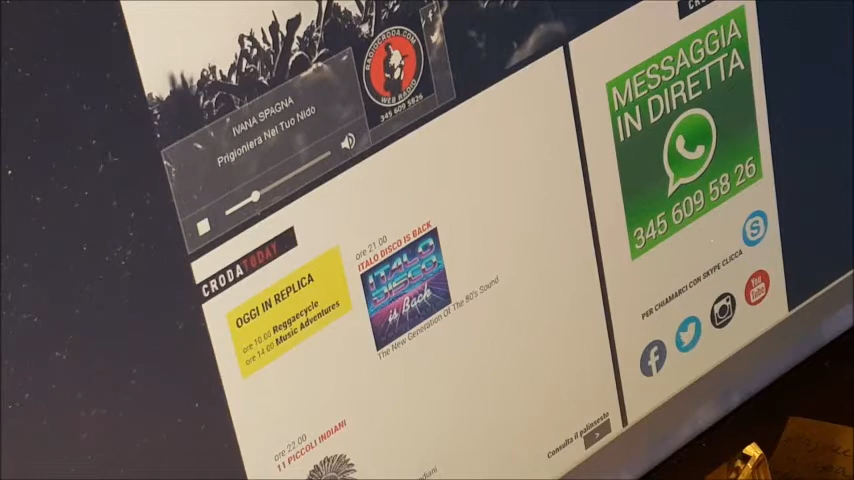 RADIOCRODA.COM
WEB RADIO
345 609 5826
IVANA SPAGNA
Prigioniera Nel Tuo Nido
CRODATODAY
OGGI IN REPLICA
ore 10.00 Reggaecycle
ore 14.00 Music Adventures
ore 21.00
ITALO DISCO IS BACK
ITALO
DISCO
is Back
The New Generation Of The 80's Sound
ore 22.00
11 PICCOLI INDIANI
Consulta il palinsesto
>
MESSAGGIA
IN DIRETTA
345 609 58 26
PER CHIAMARCI CON SKYPE CLICCA
You
Tube